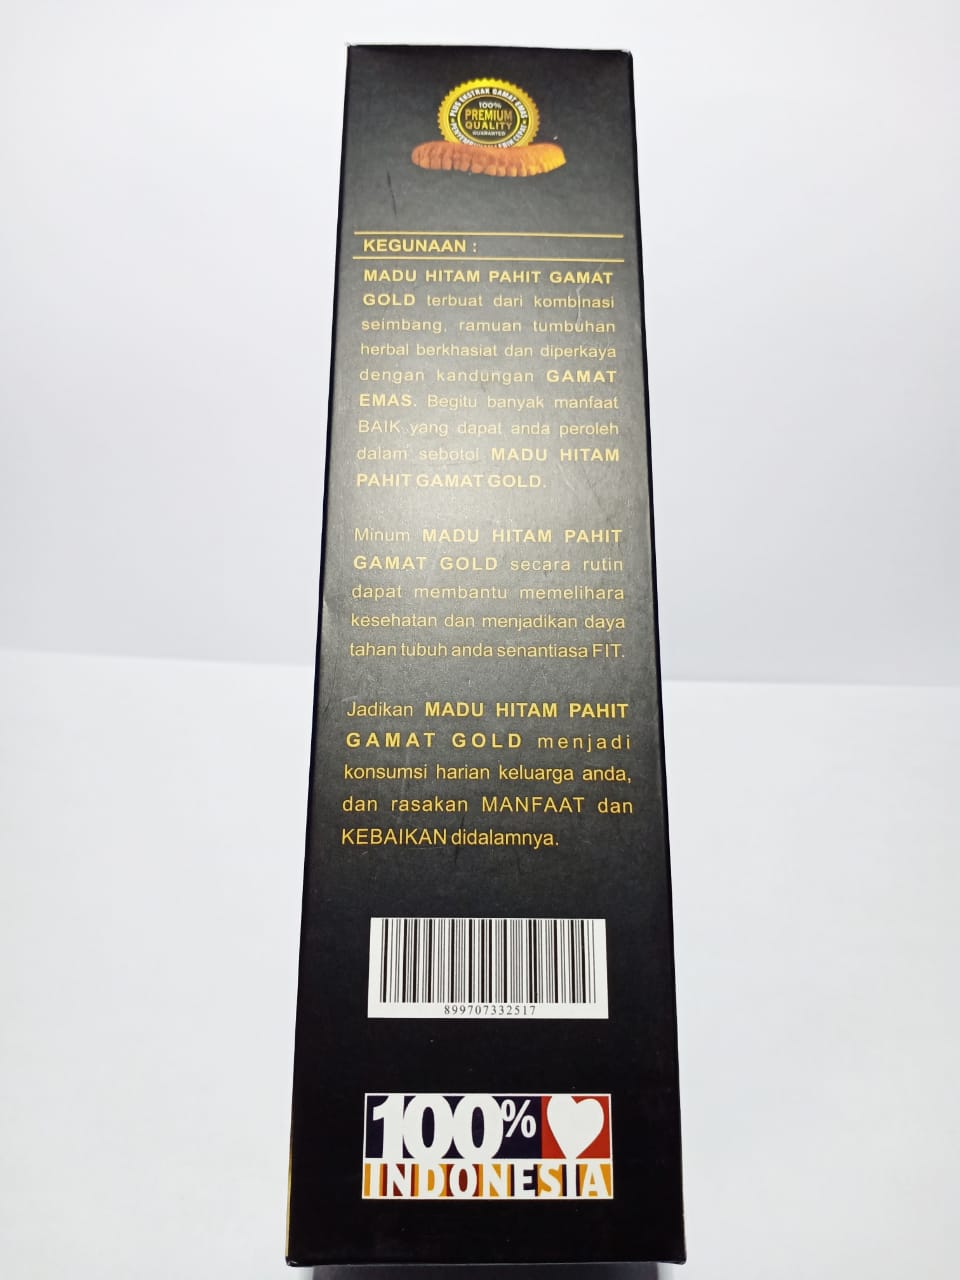 PLUS EKSTRAK GAMAT EMAS
100%
PREMIUM
QUALITY
GUARANTEED
KEGUNAAN :
MADU HITAM PAHIT GAMAT
GOLD terbuat dari kombinasi
seimbang, ramuan tumbuhan
herbal berkhasiat dan diperkaya
dengan kandungan GAMAT
EMAS. Begitu banyak manfaat
BAIK yang dapat anda peroleh
dalam sebotol MADU HITAM
PAHIT GAMAT GOLD.
Minum MADU HITAM PAHIT
GAMAT GOLD secara rutin
dapat membantu memelihara
kesehatan dan menjadikan daya
tahan tubuh anda senantiasa FIT.
Jadikan MADU HITAM PAHIT
GAMAT GOLD menjadi
konsumsi harian keluarga anda,
dan rasakan MANFAAT dan
KEBAIKAN didalamnya.
899707332517
100%
INDONESIA